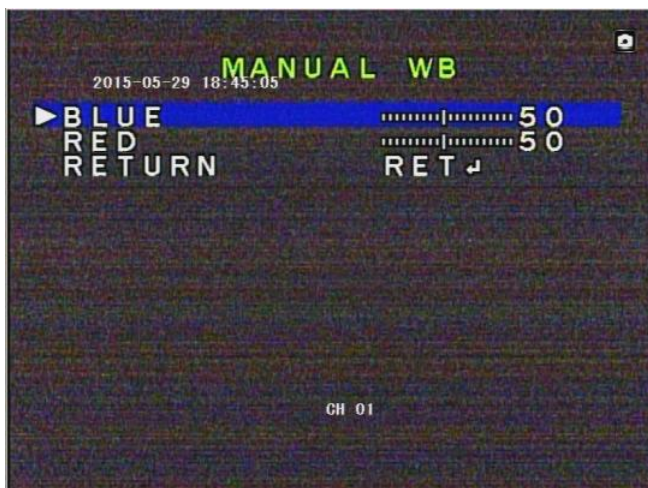 MANUAL WB
2015-05-29 18:45:05
BLUE 50
RED 50
RETURN RET↲
CH 01